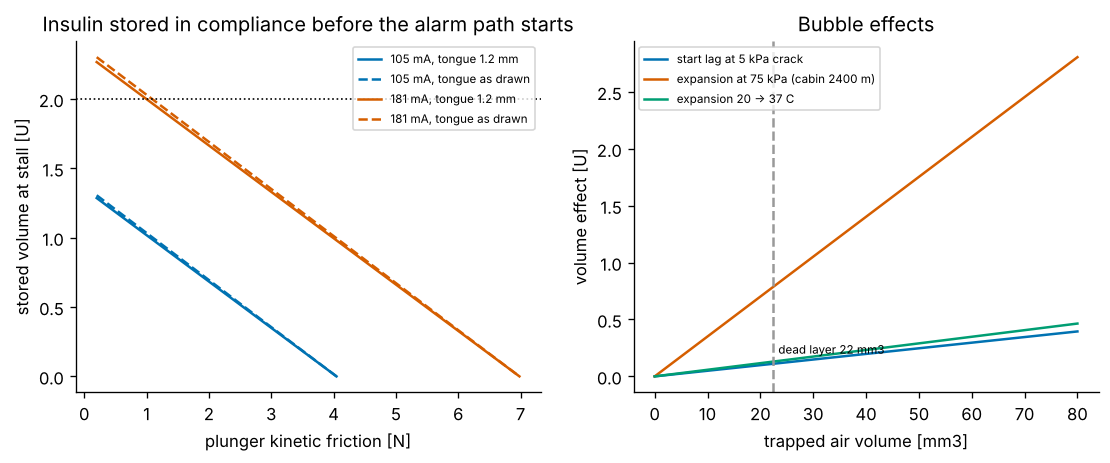 Insulin stored in compliance before the alarm path starts
105 mA, tongue 1.2 mm
105 mA, tongue as drawn
181 mA, tongue 1.2 mm
181 mA, tongue as drawn
stored volume at stall [U]
2.0
1.5
1.0
0.5
0.0
0 1 2 3 4 5 6 7
plunger kinetic friction [N]
Bubble effects
start lag at 5 kPa crack
expansion at 75 kPa (cabin 2400 m)
expansion 20 → 37 C
volume effect [U]
2.5
2.0
1.5
1.0
0.5
0.0
dead layer 22 mm3
0 10 20 30 40 50 60 70 80
trapped air volume [mm3]